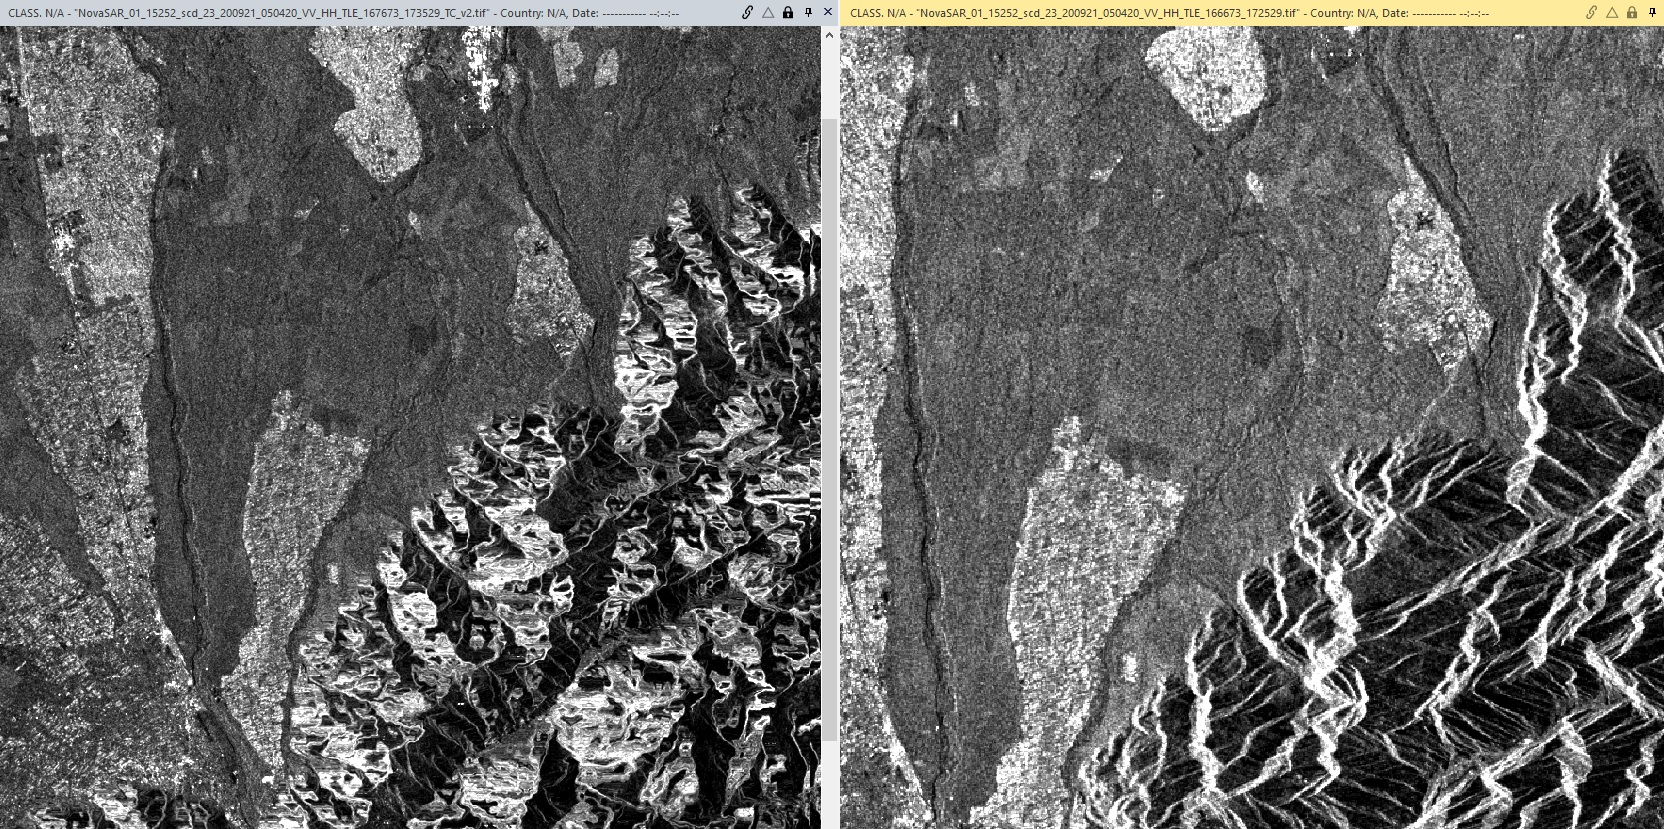 CLASS. N/A - "NovaSAR_01_15252_scd_23_200921_050420_VV_HH_TLE_167673_173529_TC_v2.tif" - Country: N/A, Date: ----------- --:--:--
CLASS. N/A - "NovaSAR_01_15252_scd_23_200921_050420_VV_HH_TLE_166673_172529.tif" - Country: N/A, Date: ----------- --:--:--